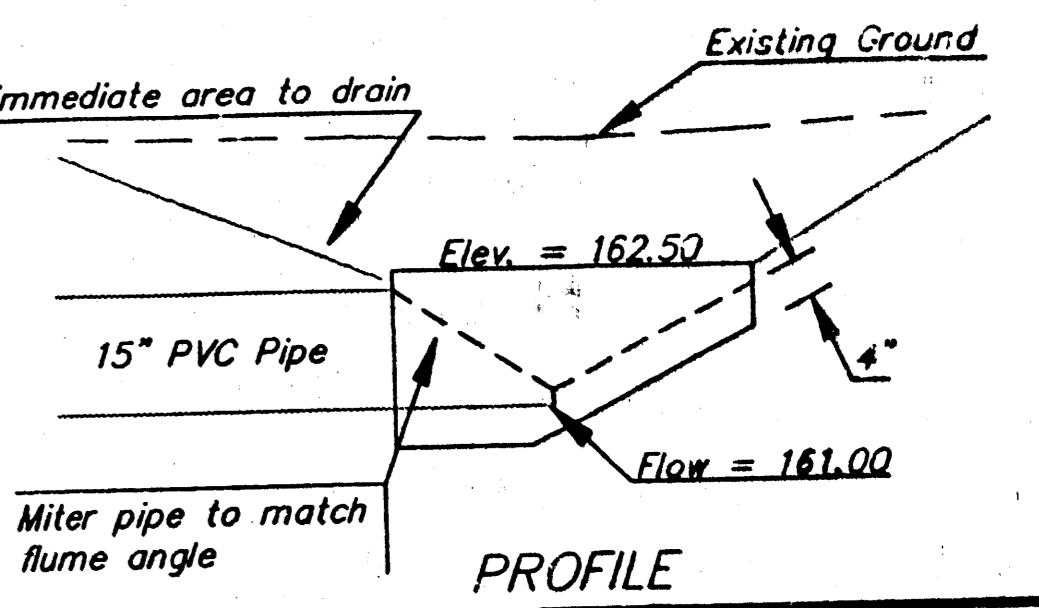 Existing Ground
immediate area to drain
Elev. = 162.50
15" PVC Pipe
4"
Flow = 161.00
Miter pipe to match
flume angle
PROFILE